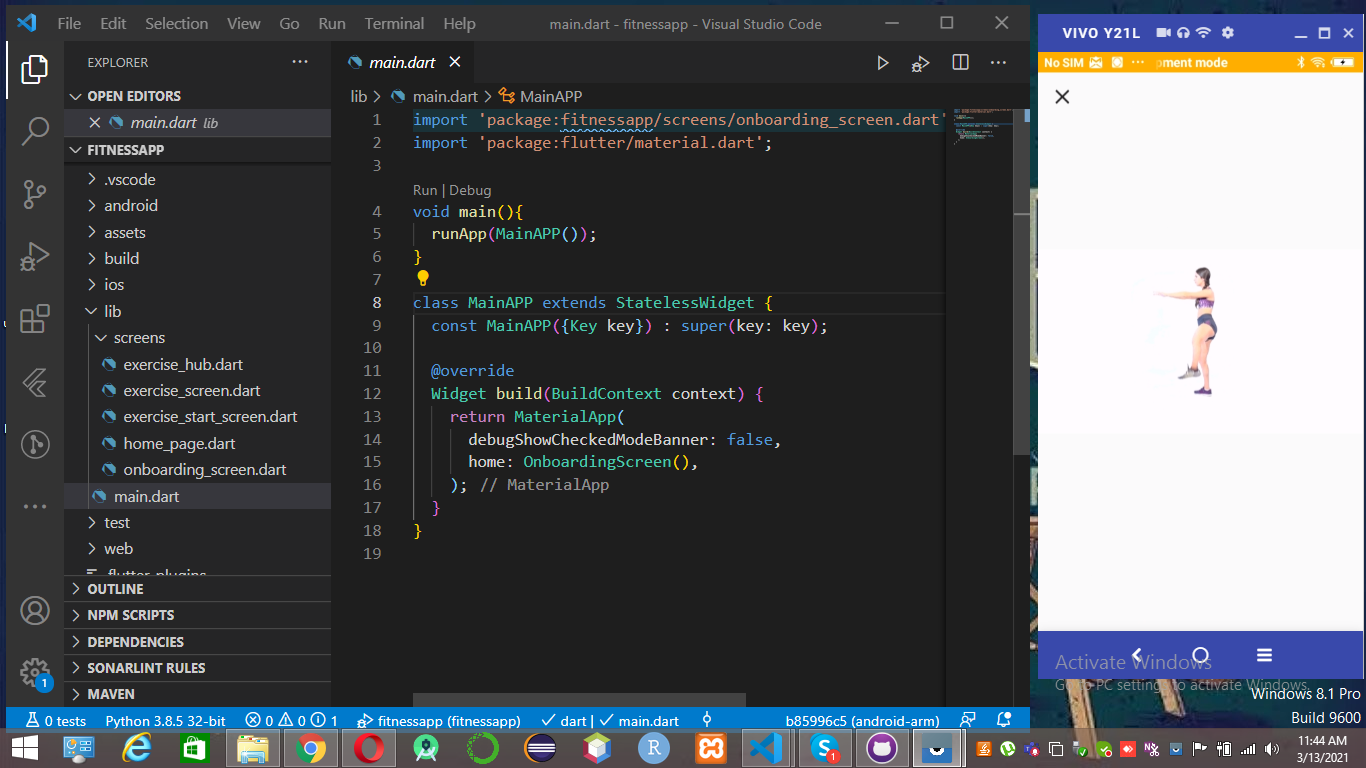 File Edit Selection View Go Run Terminal Help main.dart - fitnessapp - Visual Studio Code
EXPLORER
OPEN EDITORS
main.dart lib
FITNESSAPP
.vscode
android
assets
build
ios
lib
screens
exercise_hub.dart
exercise_screen.dart
exercise_start_screen.dart
home_page.dart
onboarding_screen.dart
main.dart
test
web
.flutter-plugins
OUTLINE
NPM SCRIPTS
DEPENDENCIES
SONARLINT RULES
MAVEN
1
main.dart
lib > main.dart > MainAPP
1 import 'package:fitnessapp/screens/onboarding_screen.dart'
2 import 'package:flutter/material.dart';
3
Run | Debug
4 void main(){
5 runApp(MainAPP());
6 }
7
8 class MainAPP extends StatelessWidget {
9 const MainAPP({Key key}) : super(key: key);
10
11 @override
12 Widget build(BuildContext context) {
13 return MaterialApp(
14 debugShowCheckedModeBanner: false,
15 home: OnboardingScreen(),
16 ); // MaterialApp
17 }
18 }
19
0 tests Python 3.8.5 32-bit 0 0 1 fitnessapp (fitnessapp) dart | main.dart b85996c5 (android-arm)
VIVO Y21L
No SIM pment mode
Activate Windows
Go to PC settings to activate Windows.
Windows 8.1 Pro
Build 9600
11:44 AM
3/13/2021